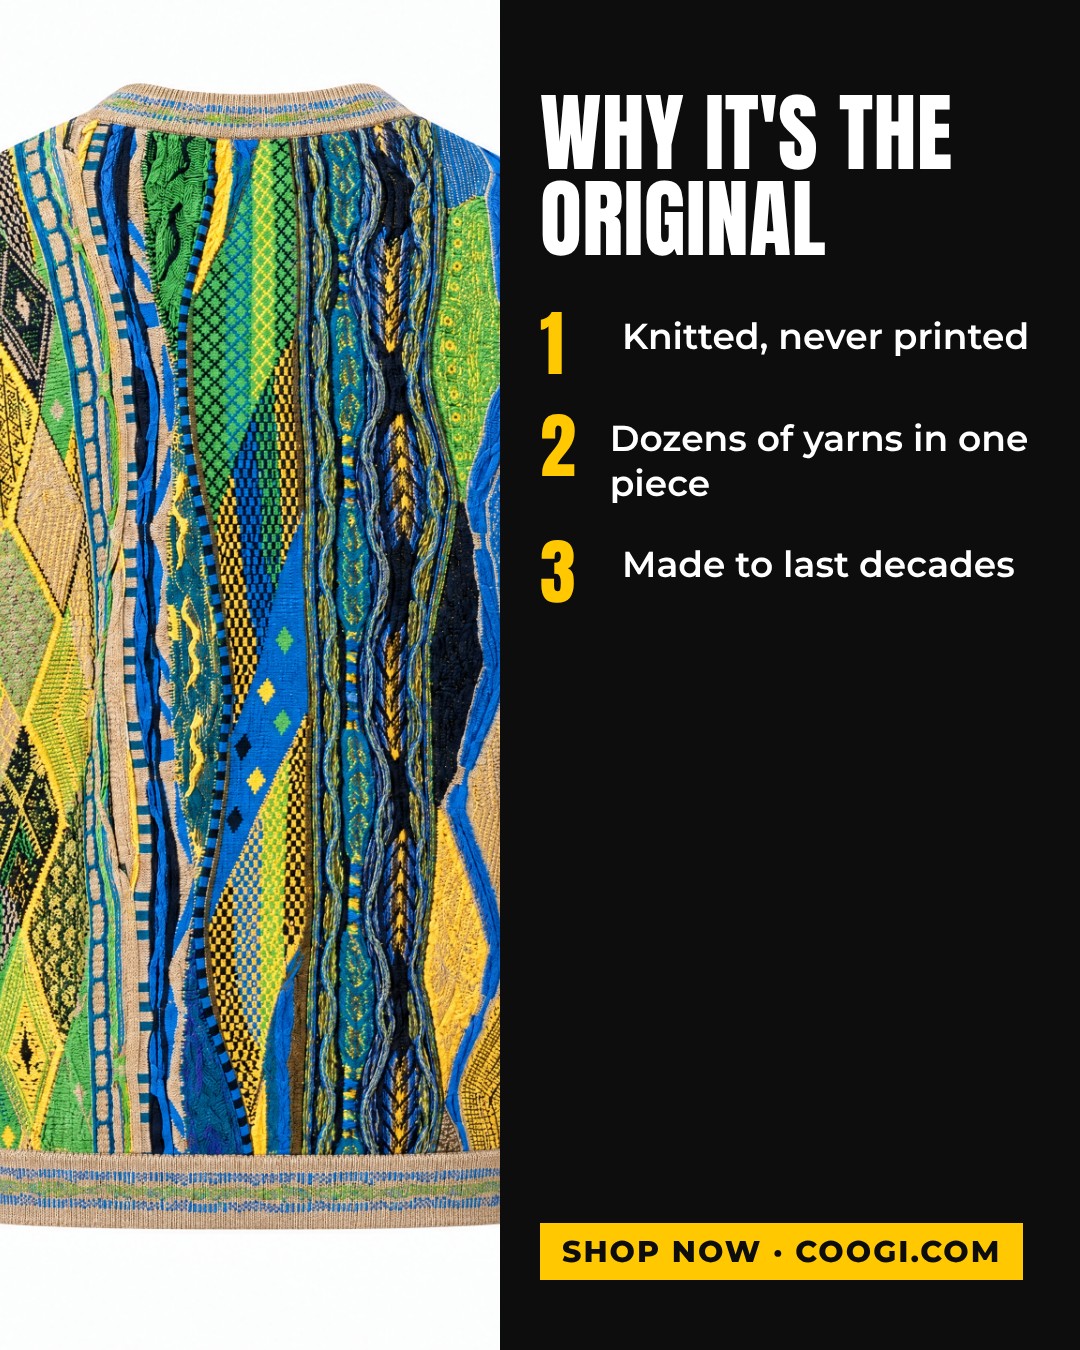 WHY IT'S THE
ORIGINAL
1 Knitted, never printed
2 Dozens of yarns in one
piece
3 Made to last decades
SHOP NOW · COOGI.COM